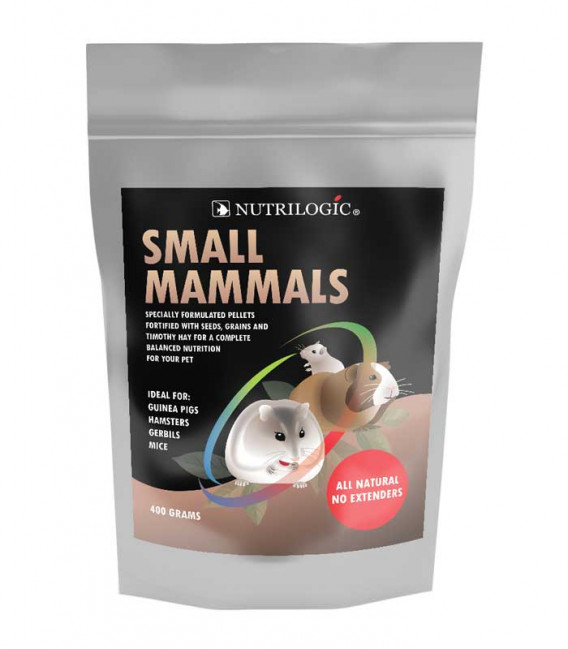 NUTRILOGIC®
SMALL
MAMMALS
SPECIALLY FORMULATED PELLETS
FORTIFIED WITH SEEDS, GRAINS AND
TIMOTHY HAY FOR A COMPLETE
BALANCED NUTRITION
FOR YOUR PET
IDEAL FOR:
GUINEA PIGS
HAMSTERS
GERBILS
MICE
ALL NATURAL
NO EXTENDERS
400 GRAMS